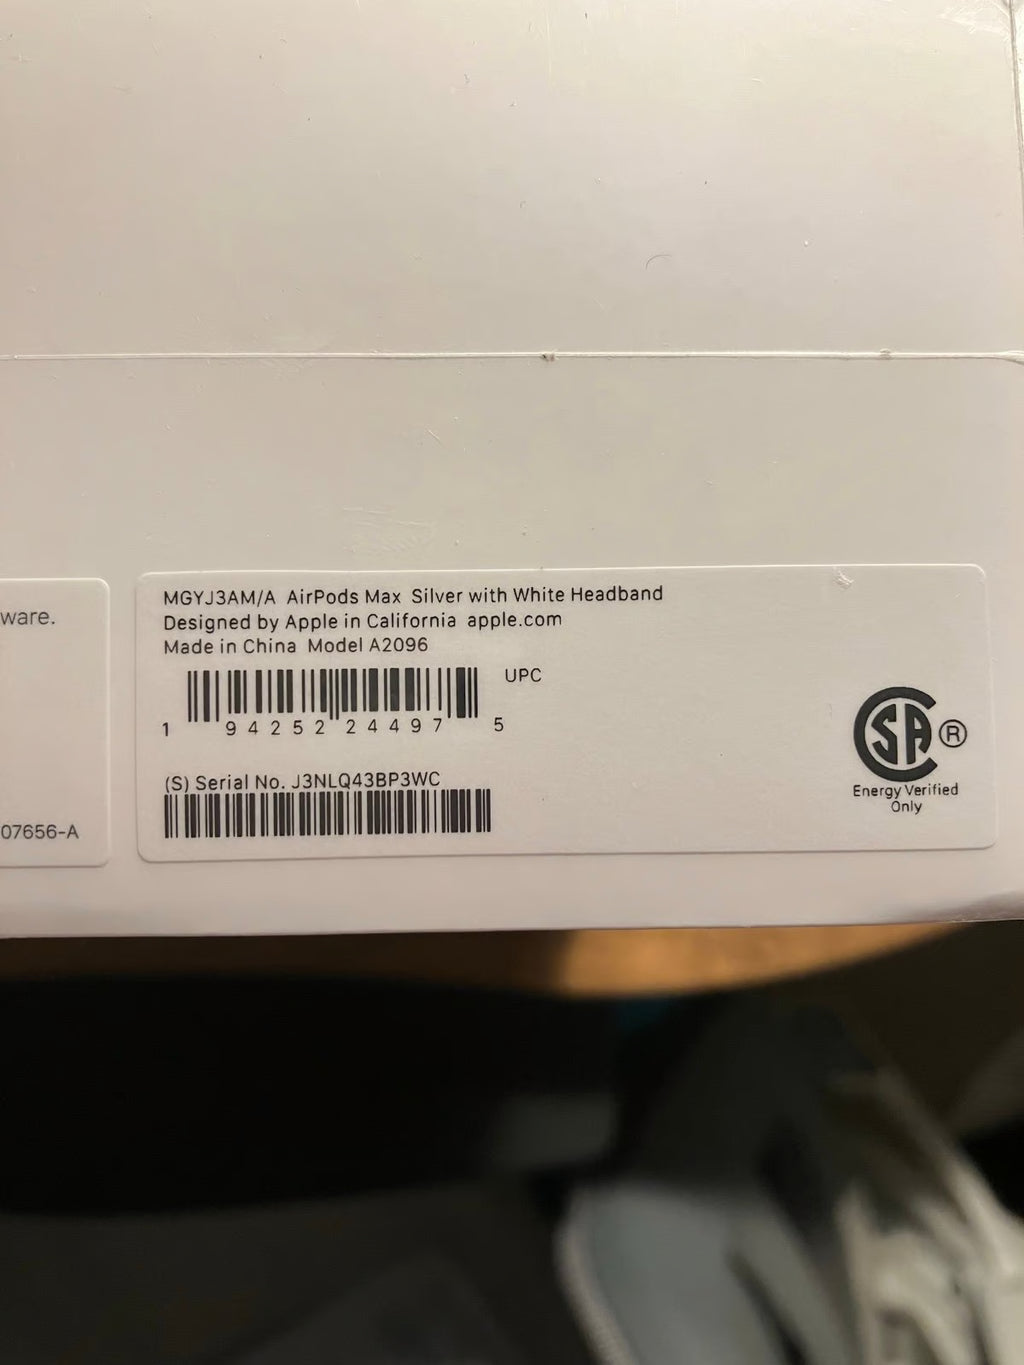 ware.
07656-A
MGYJ3AM/A AirPods Max Silver with White Headband
Designed by Apple in California apple.com
Made in China Model A2096
UPC
1 94252 24497 5
(S) Serial No. J3NLQ43BP3WC
SA ®
Energy Verified
Only